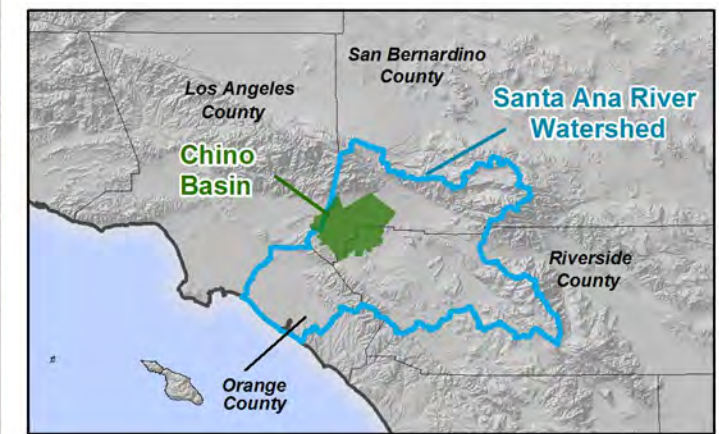 San Bernardino
County
Los Angeles
County
Santa Ana River
Watershed
Chino
Basin
Riverside
County
Orange
County